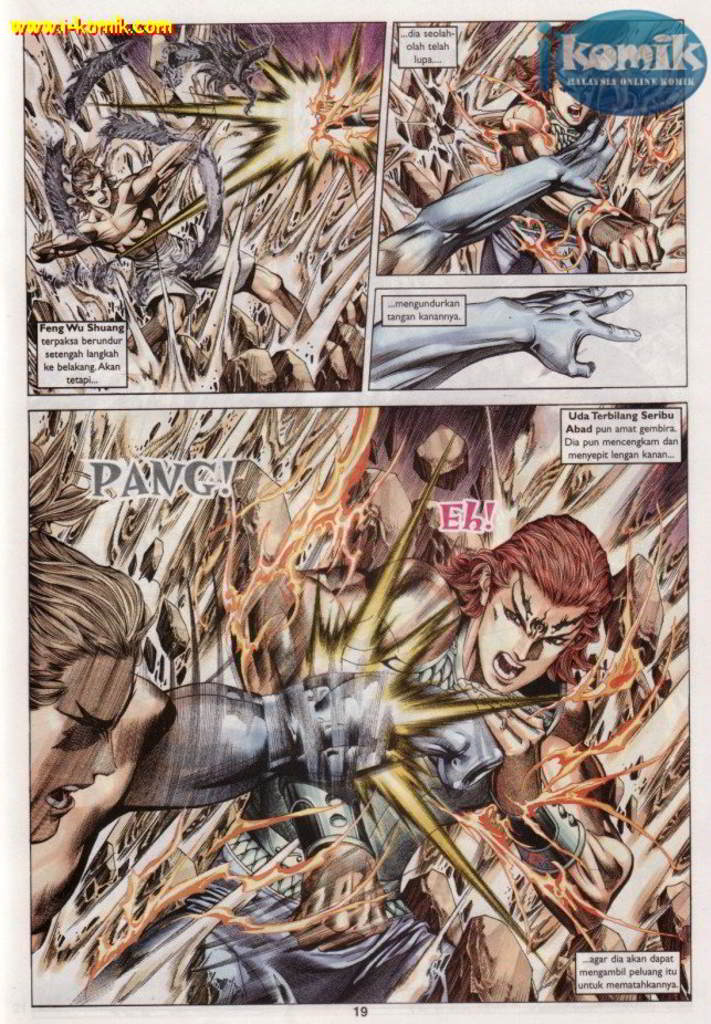 www.i-komik.com
...dia seolah-
olah telah
lupa....
ikomik
MALAYSIA ONLINE KOMIK
Feng Wu Shuang
terpaksa berundur
setengah langkah
ke belakang. Akan
tetapi...
...mengundurkan
tangan kanannya.
Uda Terbilang Seribu
Abad pun amat gembira.
Dia pun mencengkam dan
menyepit lengan kanan...
PANG!
Eh!
...agar dia akan dapat
mengambil peluang itu
untuk mematahkannya.
19